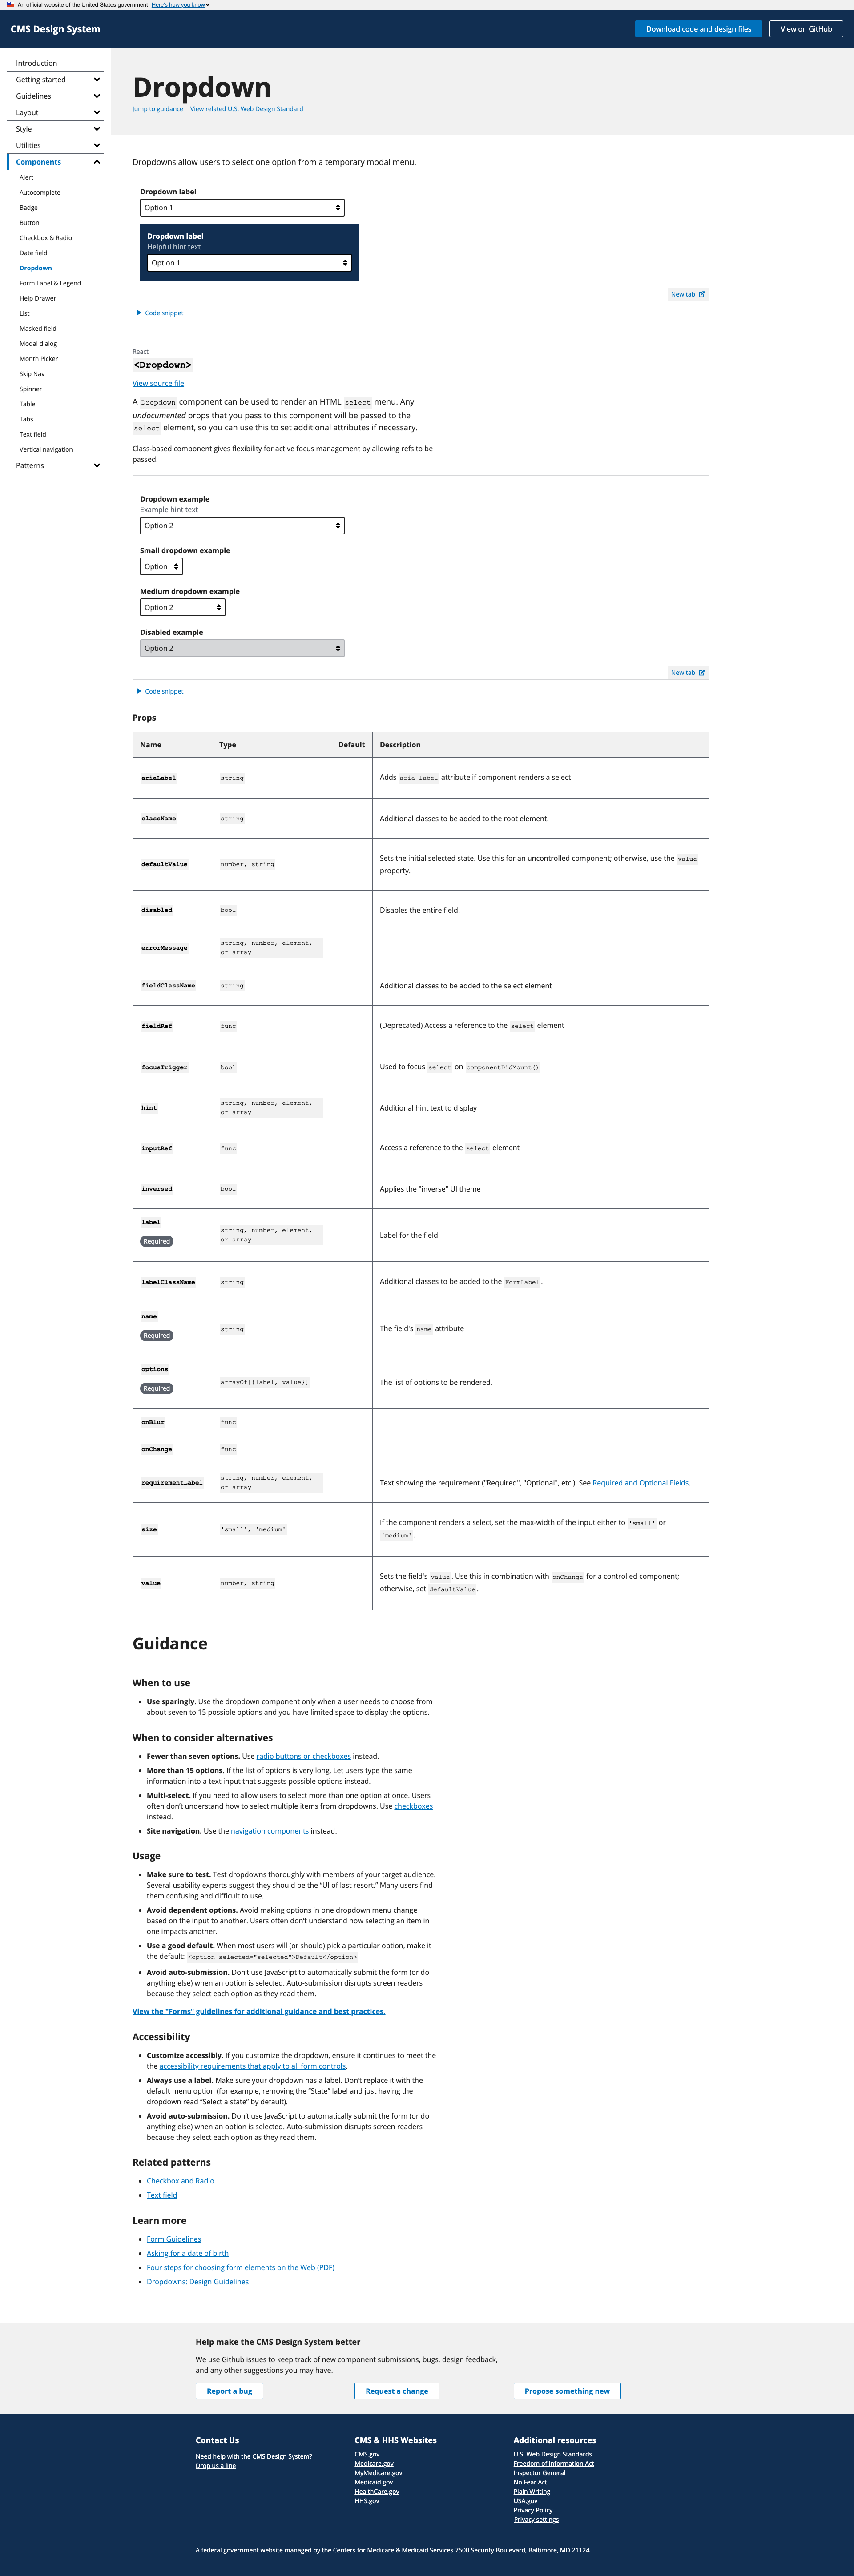 An official website of the United States government Here's how you know
CMS Design System
Download code and design files
View on GitHub
Introduction
Getting started
Guidelines
Layout
Style
Utilities
Components
Alert
Autocomplete
Badge
Button
Checkbox & Radio
Date field
Dropdown
Form Label & Legend
Help Drawer
List
Masked field
Modal dialog
Month Picker
Skip Nav
Spinner
Table
Tabs
Text field
Vertical navigation
Patterns
Dropdown
Jump to guidance View related U.S. Web Design Standard
Dropdowns allow users to select one option from a temporary modal menu.
Dropdown label
Option 1
Dropdown label
Helpful hint text
Option 1
New tab
Code snippet
React
<Dropdown>
View source file
A Dropdown component can be used to render an HTML select menu. Any
undocumented props that you pass to this component will be passed to the
select element, so you can use this to set additional attributes if necessary.
Class-based component gives flexibility for active focus management by allowing refs to be
passed.
Dropdown example
Example hint text
Option 2
Small dropdown example
Option
Medium dropdown example
Option 2
Disabled example
Option 2
New tab
Code snippet
Props
Name Type Default Description
ariaLabel string Adds aria-label attribute if component renders a select
className string Additional classes to be added to the root element.
defaultValue number, string Sets the initial selected state. Use this for an uncontrolled component; otherwise, use the value
property.
disabled bool Disables the entire field.
errorMessage string, number, element,
or array
fieldClassName string Additional classes to be added to the select element
fieldRef func (Deprecated) Access a reference to the select element
focusTrigger bool Used to focus select on componentDidMount()
hint string, number, element,
or array Additional hint text to display
inputRef func Access a reference to the select element
inversed bool Applies the "inverse" UI theme
label
Required string, number, element,
or array Label for the field
labelClassName string Additional classes to be added to the FormLabel.
name
Required string The field's name attribute
options
Required arrayOf[{label, value}] The list of options to be rendered.
onBlur func
onChange func
requirementLabel string, number, element,
or array Text showing the requirement ("Required", "Optional", etc.). See Required and Optional Fields.
size 'small', 'medium' If the component renders a select, set the max-width of the input either to 'small' or
'medium'.
value number, string Sets the field's value. Use this in combination with onChange for a controlled component;
otherwise, set defaultValue.
Guidance
When to use
• Use sparingly. Use the dropdown component only when a user needs to choose from
about seven to 15 possible options and you have limited space to display the options.
When to consider alternatives
• Fewer than seven options. Use radio buttons or checkboxes instead.
• More than 15 options. If the list of options is very long. Let users type the same
information into a text input that suggests possible options instead.
• Multi-select. If you need to allow users to select more than one option at once. Users
often don't understand how to select multiple items from dropdowns. Use checkboxes
instead.
• Site navigation. Use the navigation components instead.
Usage
• Make sure to test. Test dropdowns thoroughly with members of your target audience.
Several usability experts suggest they should be the "UI of last resort." Many users find
them confusing and difficult to use.
• Avoid dependent options. Avoid making options in one dropdown menu change
based on the input to another. Users often don't understand how selecting an item in
one impacts another.
• Use a good default. When most users will (or should) pick a particular option, make it
the default: <option selected="selected">Default</option>
• Avoid auto-submission. Don't use JavaScript to automatically submit the form (or do
anything else) when an option is selected. Auto-submission disrupts screen readers
because they select each option as they read them.
View the "Forms" guidelines for additional guidance and best practices.
Accessibility
• Customize accessibly. If you customize the dropdown, ensure it continues to meet the
the accessibility requirements that apply to all form controls.
• Always use a label. Make sure your dropdown has a label. Don't replace it with the
default menu option (for example, removing the "State" label and just having the
dropdown read "Select a state" by default).
• Avoid auto-submission. Don't use JavaScript to automatically submit the form (or do
anything else) when an option is selected. Auto-submission disrupts screen readers
because they select each option as they read them.
Related patterns
• Checkbox and Radio
• Text field
Learn more
• Form Guidelines
• Asking for a date of birth
• Four steps for choosing form elements on the Web (PDF)
• Dropdowns: Design Guidelines
Help make the CMS Design System better
We use Github issues to keep track of new component submissions, bugs, design feedback,
and any other suggestions you may have.
Report a bug
Request a change
Propose something new
Contact Us
Need help with the CMS Design System?
Drop us a line
CMS & HHS Websites
CMS.gov
Medicare.gov
MyMedicare.gov
Medicaid.gov
HealthCare.gov
HHS.gov
Additional resources
U.S. Web Design Standards
Freedom of Information Act
Inspector General
No Fear Act
Plain Writing
USA.gov
Privacy Policy
Privacy settings
A federal government website managed by the Centers for Medicare & Medicaid Services 7500 Security Boulevard, Baltimore, MD 21124